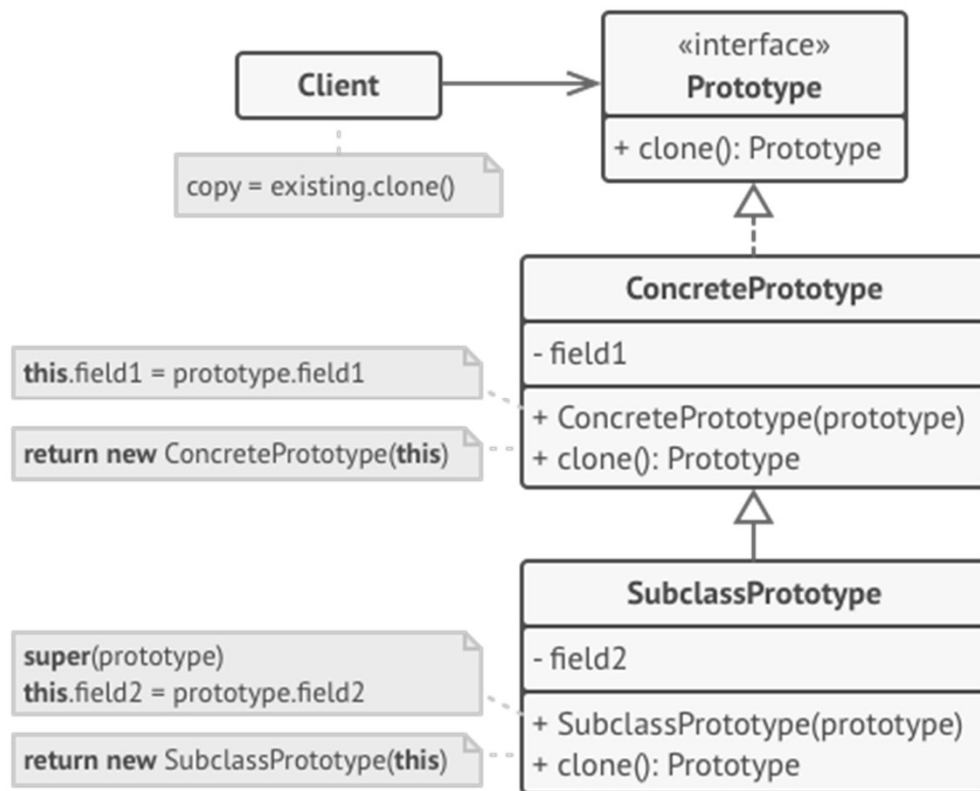 «interface»
Client
Prototype
+ clone(): Prototype
copy = existing.clone()
ConcretePrototype
- field1
this.field1 = prototype.field1
+ ConcretePrototype(prototype)
return new ConcretePrototype(this)
+ clone(): Prototype
SubclassPrototype
- field2
super(prototype)
this.field2 = prototype.field2
+ SubclassPrototype(prototype)
return new SubclassPrototype(this)
+ clone(): Prototype